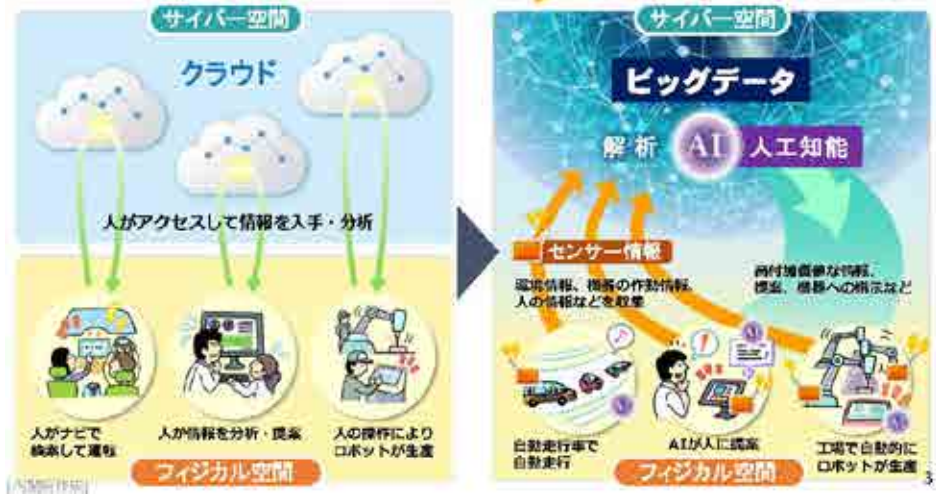 サイバー空間
クラウド
人がアクセスして情報を入手・分析
人がナビで
検索して運転
人が情報を分析・提案
人の操作により
ロボットが生産
フィジカル空間
サイバー空間
ビッグデータ
解析 AI 人工知能
センサー情報
環境情報、機器の作動情報、
人の情報などを収集
高付加価値な情報、
提案、機器への指示など
自動走行車で
自動走行
AIが人に提案
工場で自動的に
ロボットが生産
フィジカル空間
[内閣府作成]
3